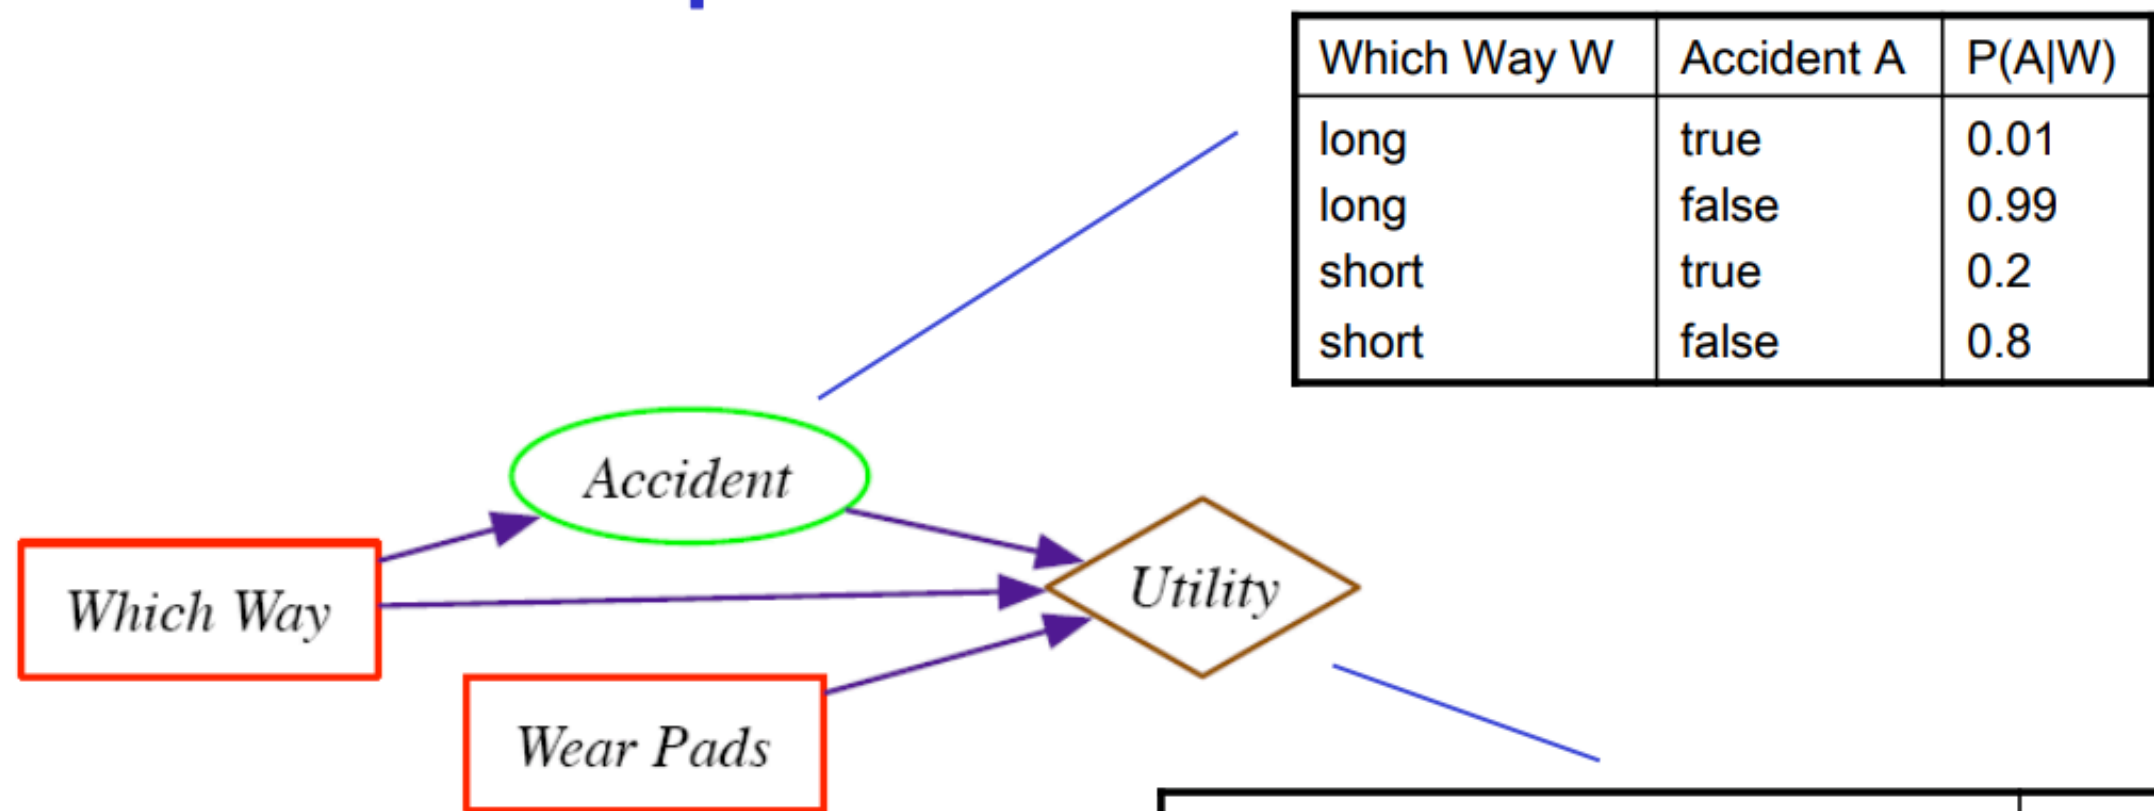 Which Way W Accident A P(A|W)
long true 0.01
long false 0.99
short true 0.2
short false 0.8
Accident
Utility
Which Way
Wear Pads